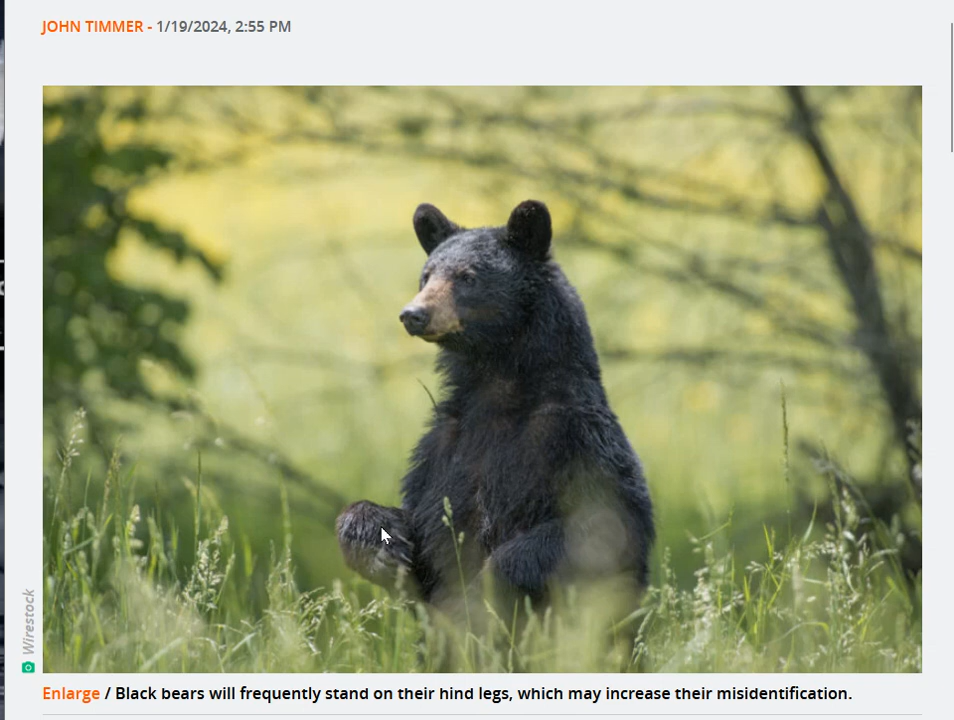 JOHN TIMMER - 1/19/2024, 2:55 PM
Wirestock
Enlarge / Black bears will frequently stand on their hind legs, which may increase their misidentification.